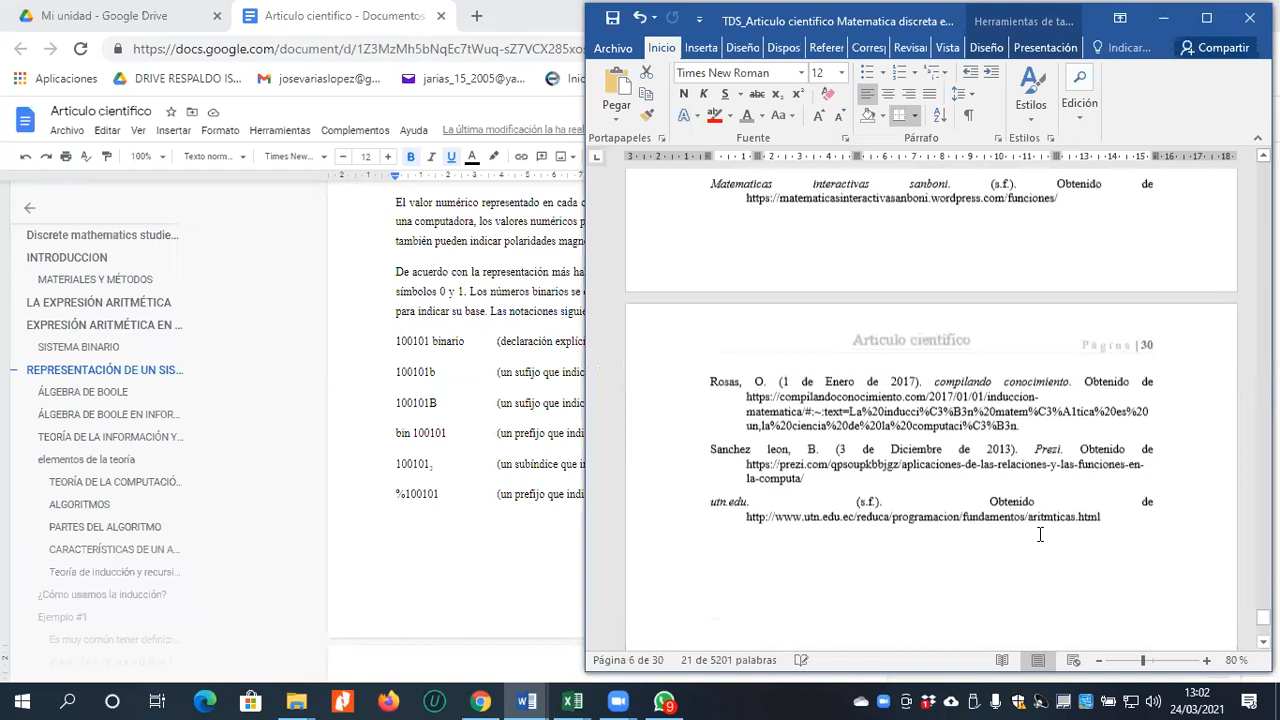 Mi unidad - Google Drive
Articulo cientifico - Documentos
https://docs.google.com/document/d/1Z3MzMh5bNqEc7tWuq-sZ7VCX285xos
Aplicaciones
DRIVE RESPALDO IS...
josevariaslopez@g...
jarias_15_2005@ya...
Inic
Articulo cientifico
Archivo Editar Ver Insertar Formato Herramientas Complementos Ayuda La última modificación la ha real
100% Texto normal Times New... 12 B I U A
Discrete mathematics studie...
INTRODUCCION
MATERIALES Y MÉTODOS
LA EXPRESIÓN ARITMÉTICA
EXPRESIÓN ARITMÉTICA EN ...
SISTEMA BINARIO
REPRESENTACIÓN DE UN SIS...
ÁLGEBRA DE BOOLE
ÁLGEBRA DE BOOLE EN INFOR...
TEORÍA DE LA INFORMACIÓN Y...
elementos de la teoría
TEORÍA DE LA COMPUTACIÓ...
ALGORITMOS
PARTES DEL ALGORITMO
CARACTERÍSTICAS DE UN A...
Teoría de inducción y recursi...
¿Cómo usamos la inducción?
Ejemplo #1
Es muy común tener definiz...
El valor numérico representado en cada c
una computadora, los valores numéricos p
también pueden indicar polaridades magn
De acuerdo con la representación más ha
símbolos 0 y 1. Los números binarios se e
para indicar su base. Las notaciones siguie
100101 binario (declaración explíci
100101b (un sufijo que indic
100101B (un sufijo que indic
bin 100101 (un prefijo que indi
100101₂ (un subíndice que i
%100101 (un prefijo que indi
TDS_Articulo cientifico Matematica discreta e...
Herramientas de ta...
Archivo Inicio Inserta Diseño Dispos Referer Corresp Revisar Vista Diseño Presentación Indicar... Compartir
Times New Roman 12
Pegar N K S abc x₂ x² Estilos Edición
Portapapeles Fuente Párrafo Estilos
Matematicas interactivas sanboni. (s.f.). Obtenido de
https://matematicasinteractivasanboni.wordpress.com/funciones/
Articulo científico Página | 30
Rosas, O. (1 de Enero de 2017). compilando conocimiento. Obtenido de
https://compilandoconocimiento.com/2017/01/01/induccion-
matematica/#:~:text=La%20inducci%C3%B3n%20matem%C3%A1tica%20es%20
un,la%20ciencia%20de%20la%20computaci%C3%B3n.
Sanchez leon, B. (3 de Diciembre de 2013). Prezi. Obtenido de
https://prezi.com/qpsoupkbbjgz/aplicaciones-de-las-relaciones-y-las-funciones-en-
la-computa/
utn.edu. (s.f.). Obtenido de
http://www.utn.edu.ec/reduca/programacion/fundamentos/aritmticas.html
Página 6 de 30 21 de 5201 palabras 80 %
13:02
24/03/2021